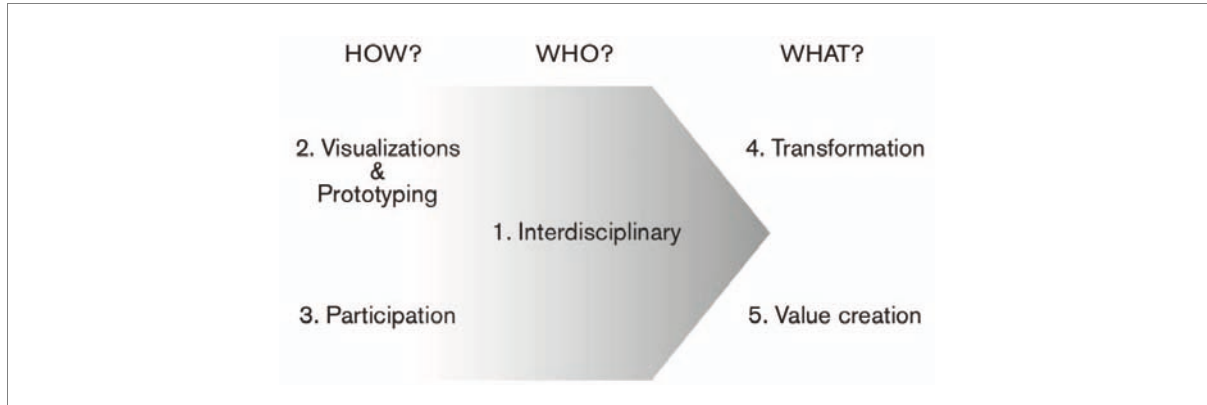 HOW?
WHO?
WHAT?
2. Visualizations
&
Prototyping
4. Transformation
1. Interdisciplinary
3. Participation
5. Value creation